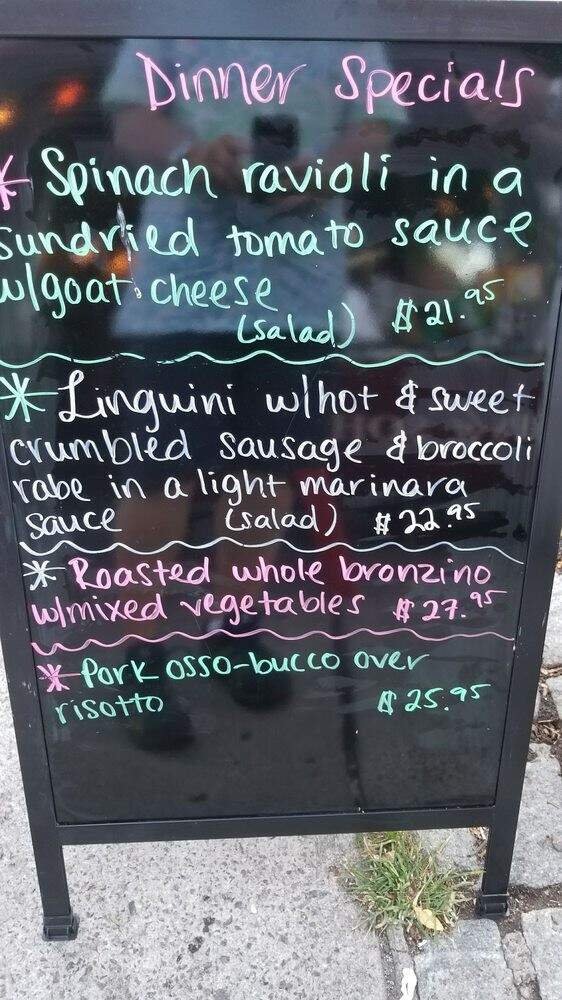 Dinner Specials
* Spinach ravioli in a
sundried tomato sauce
w/goat cheese
(salad) $21.95
* Linguini w/hot & sweet
crumbled sausage & broccoli
rabe in a light marinara
sauce (salad) $22.95
* Roasted whole bronzino
w/mixed vegetables $27.95
* Pork osso-bucco over
risotto $25.95